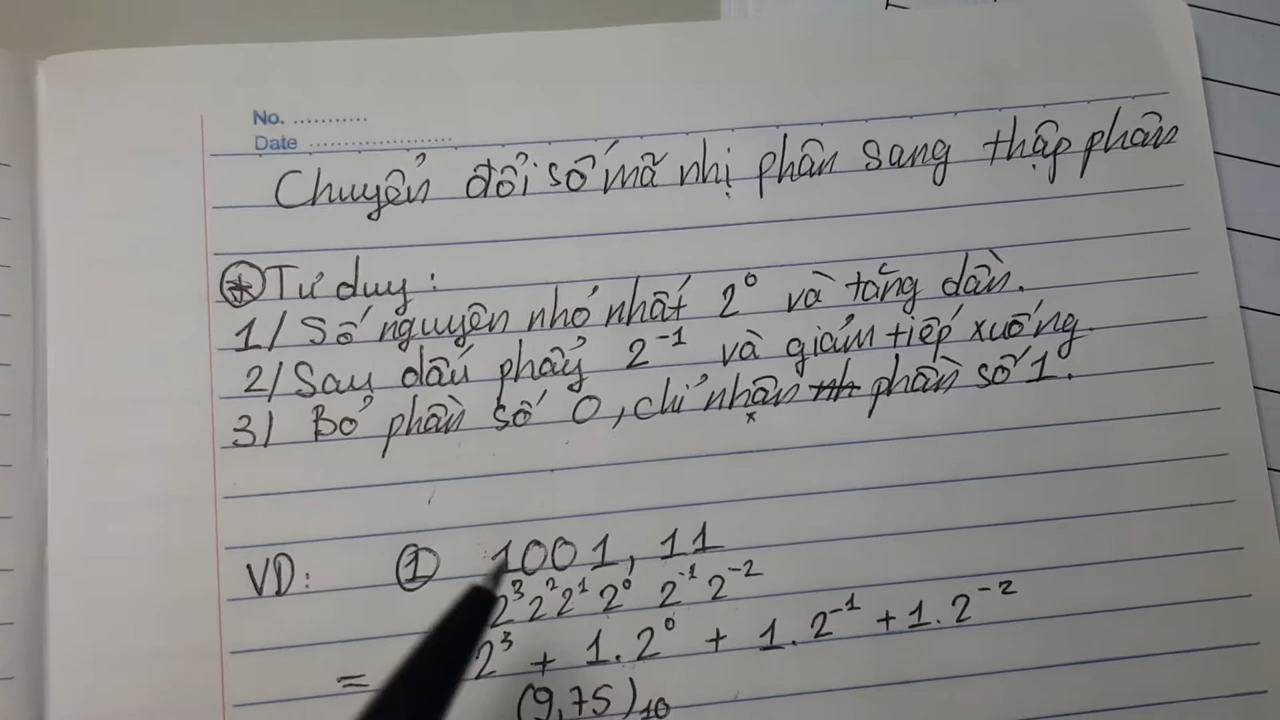 No. ...........
Date ......................
Chuyển đổi số mã nhị phân sang thập phân
* Tư duy:
1/ Số nguyên nhỏ nhất 2⁰ và tăng dần.
2/ Sau dấu phẩy 2⁻¹ và giảm tiếp xuống
3/ Bỏ phần số 0, chỉ nhận phần số 1.
VD: ① 1001, 11
2³ 2² 2¹ 2⁰ 2⁻¹ 2⁻²
= 2³ + 1.2⁰ + 1.2⁻¹ + 1.2⁻²
(9,75)₁₀